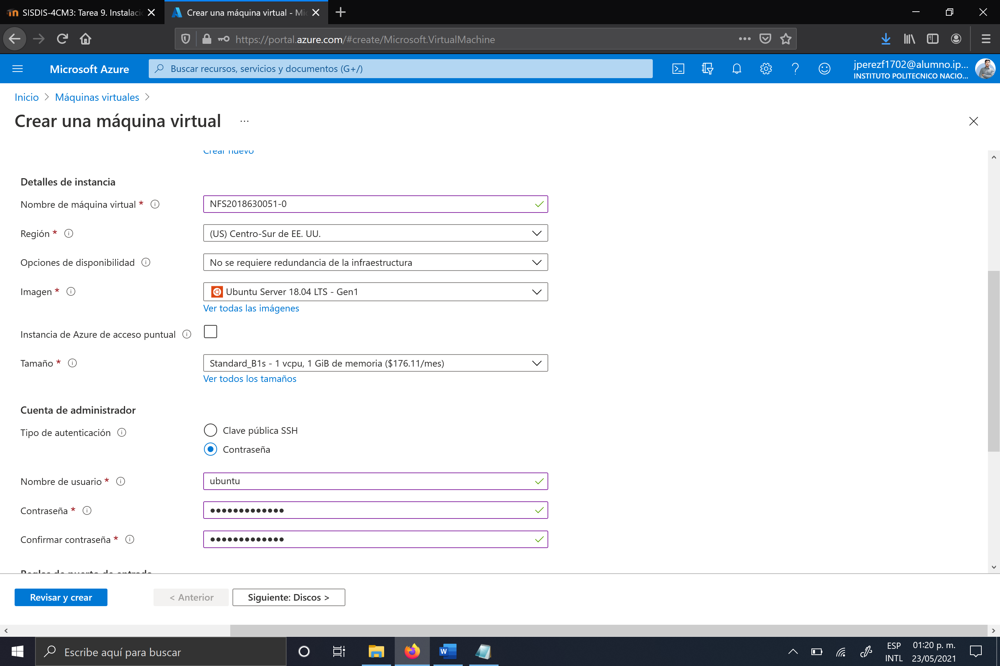 SISDIS-4CM3: Tarea 9. Instalaci
Crear una máquina virtual - Mic
https://portal.azure.com/#create/Microsoft.VirtualMachine
Microsoft Azure
Buscar recursos, servicios y documentos (G+/)
jperezf1702@alumno.ip...
INSTITUTO POLITECNICO NACIO...
Inicio > Máquinas virtuales >
Crear una máquina virtual ...
Crear nuevo
Detalles de instancia
Nombre de máquina virtual * NFS2018630051-0
Región * (US) Centro-Sur de EE. UU.
Opciones de disponibilidad No se requiere redundancia de la infraestructura
Imagen * Ubuntu Server 18.04 LTS - Gen1
Ver todas las imágenes
Instancia de Azure de acceso puntual
Tamaño * Standard_B1s - 1 vcpu, 1 GiB de memoria ($176.11/mes)
Ver todos los tamaños
Cuenta de administrador
Tipo de autenticación Clave pública SSH
Contraseña
Nombre de usuario * ubuntu
Contraseña * •••••••••••••
Confirmar contraseña * •••••••••••••
Reglas de puerto de entrada
Revisar y crear
< Anterior
Siguiente: Discos >
Escribe aquí para buscar
ESP
INTL
01:20 p. m.
23/05/2021